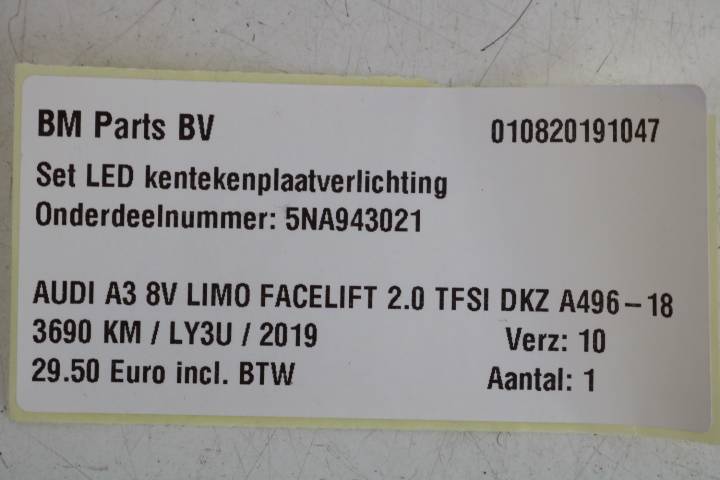 BM Parts BV 010820191047
Set LED kentekenplaatverlichting
Onderdeelnummer: 5NA943021
AUDI A3 8V LIMO FACELIFT 2.0 TFSI DKZ A496-18
3690 KM / LY3U / 2019 Verz: 10
29.50 Euro incl. BTW Aantal: 1